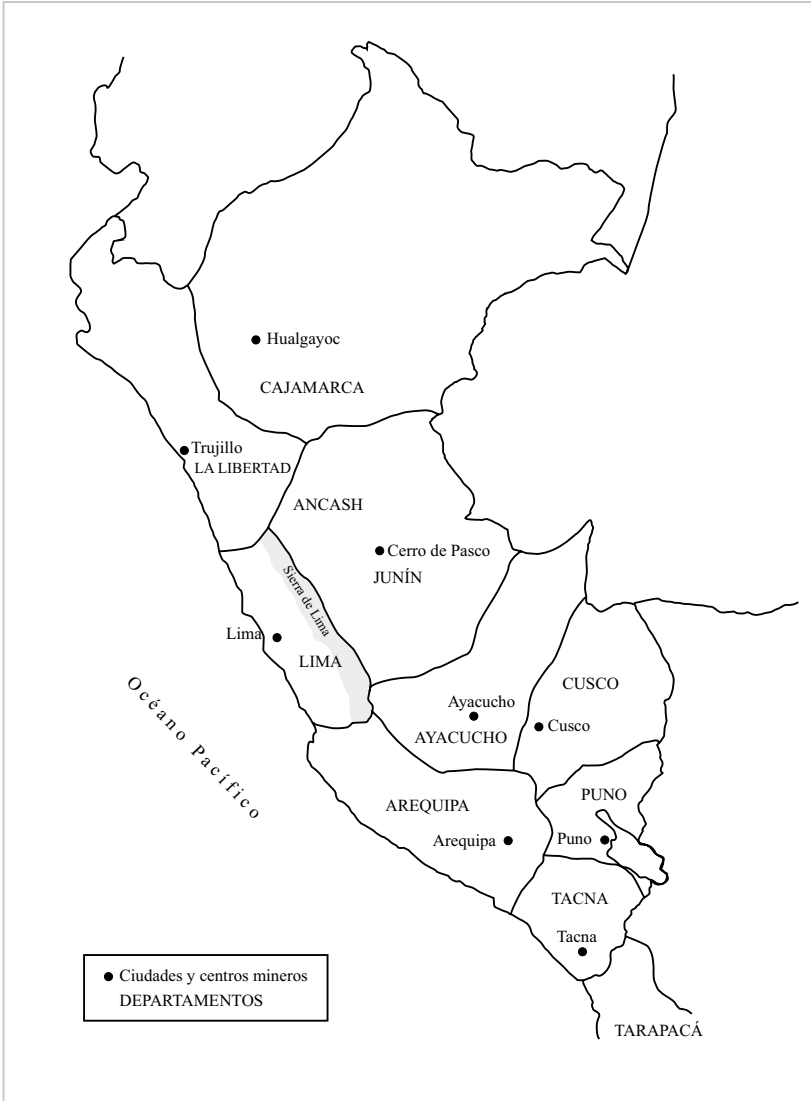 Hualgayoc
CAJAMARCA
Trujillo
LA LIBERTAD
ANCASH
Cerro de Pasco
JUNÍN
Sierra de Lima
Lima
LIMA
CUSCO
Ayacucho
Cusco
AYACUCHO
Océano Pacífico
PUNO
AREQUIPA
Arequipa
Puno
TACNA
Tacna
Ciudades y centros mineros
DEPARTAMENTOS
TARAPACÁ